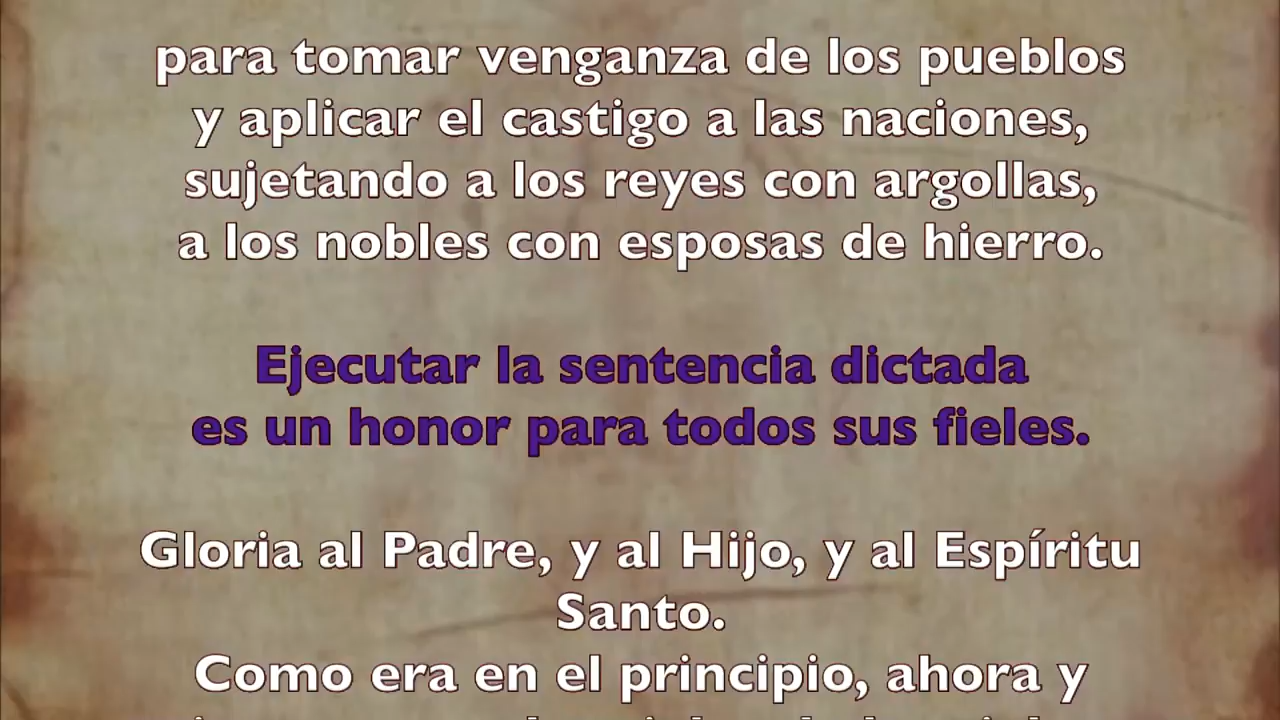 para tomar venganza de los pueblos
y aplicar el castigo a las naciones,
sujetando a los reyes con argollas,
a los nobles con esposas de hierro.
Ejecutar la sentencia dictada
es un honor para todos sus fieles.
Gloria al Padre, y al Hijo, y al Espíritu
Santo.
Como era en el principio, ahora y